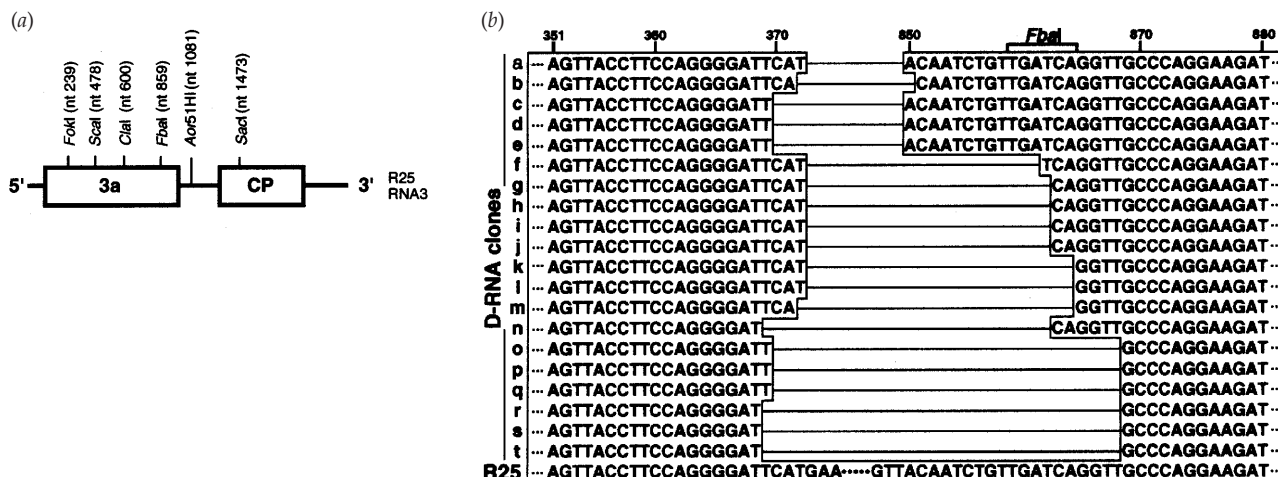 (a)
FokI (nt 239)
ScaI (nt 478)
ClaI (nt 600)
FbaI (nt 859)
Aor51HI (nt 1081)
SacI (nt 1473)
5' 3a CP 3' R25
RNA3
(b)
351 360 370 850 FbaI 870 880
D-RNA clones
a ···AGTTACCTTCCAGGGGATTCAT ACAATCTGTTGATCAGGTTGCCCAGGAAGAT···
b ···AGTTACCTTCCAGGGGATTCA CAATCTGTTGATCAGGTTGCCCAGGAAGAT···
c ···AGTTACCTTCCAGGGGATT ACAATCTGTTGATCAGGTTGCCCAGGAAGAT···
d ···AGTTACCTTCCAGGGGATT ACAATCTGTTGATCAGGTTGCCCAGGAAGAT···
e ···AGTTACCTTCCAGGGGATT ACAATCTGTTGATCAGGTTGCCCAGGAAGAT···
f ···AGTTACCTTCCAGGGGATTCAT TCAGGTTGCCCAGGAAGAT···
g ···AGTTACCTTCCAGGGGATTCAT CAGGTTGCCCAGGAAGAT···
h ···AGTTACCTTCCAGGGGATTCAT CAGGTTGCCCAGGAAGAT···
i ···AGTTACCTTCCAGGGGATTCAT CAGGTTGCCCAGGAAGAT···
j ···AGTTACCTTCCAGGGGATTCAT CAGGTTGCCCAGGAAGAT···
k ···AGTTACCTTCCAGGGGATTCAT GGTTGCCCAGGAAGAT···
l ···AGTTACCTTCCAGGGGATTCAT GGTTGCCCAGGAAGAT···
m ···AGTTACCTTCCAGGGGATTCA GGTTGCCCAGGAAGAT···
n ···AGTTACCTTCCAGGGGAT CAGGTTGCCCAGGAAGAT···
o ···AGTTACCTTCCAGGGGATT GCCCAGGAAGAT···
p ···AGTTACCTTCCAGGGGATT GCCCAGGAAGAT···
q ···AGTTACCTTCCAGGGGATT GCCCAGGAAGAT···
r ···AGTTACCTTCCAGGGGAT GCCCAGGAAGAT···
s ···AGTTACCTTCCAGGGGAT GCCCAGGAAGAT···
t ···AGTTACCTTCCAGGGGAT GCCCAGGAAGAT···
R25 ···AGTTACCTTCCAGGGGATTCATGAA·····GTTACAATCTGTTGATCAGGTTGCCCAGGAAGAT···